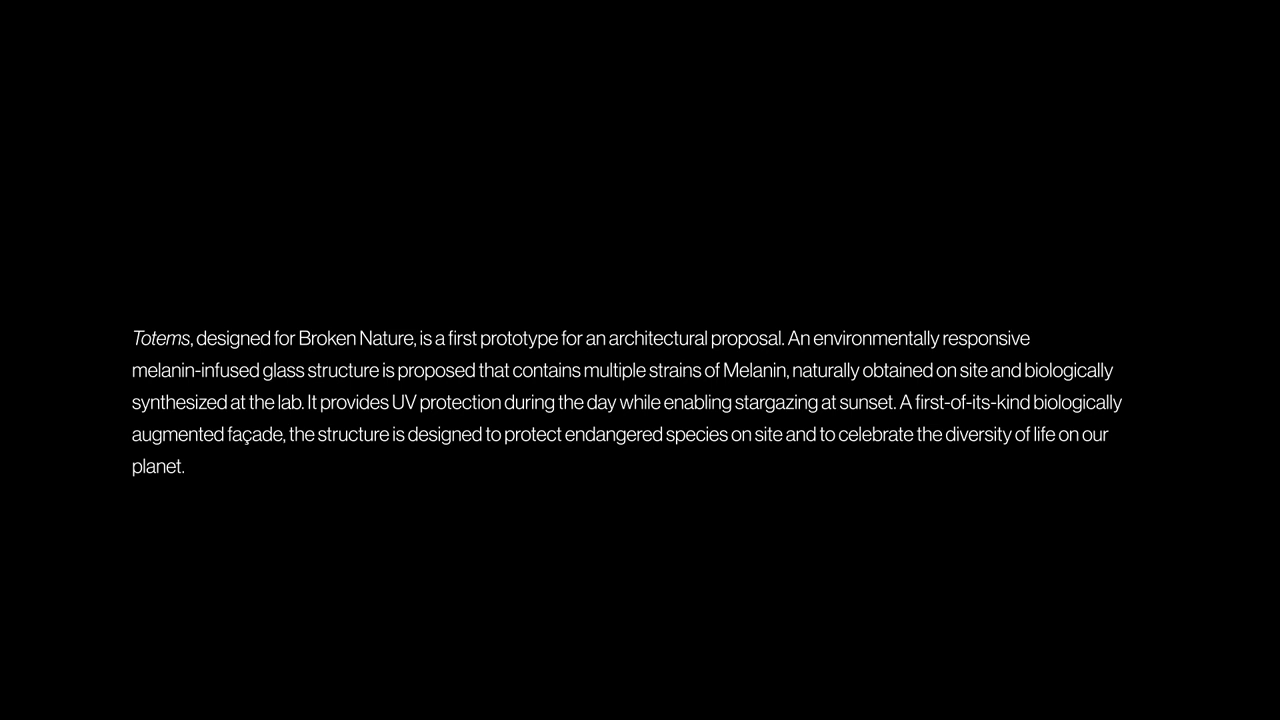 Totems, designed for Broken Nature, is a first prototype for an architectural proposal. An environmentally responsive
melanin-infused glass structure is proposed that contains multiple strains of Melanin, naturally obtained on site and biologically
synthesized at the lab. It provides UV protection during the day while enabling stargazing at sunset. A first-of-its-kind biologically
augmented façade, the structure is designed to protect endangered species on site and to celebrate the diversity of life on our
planet.